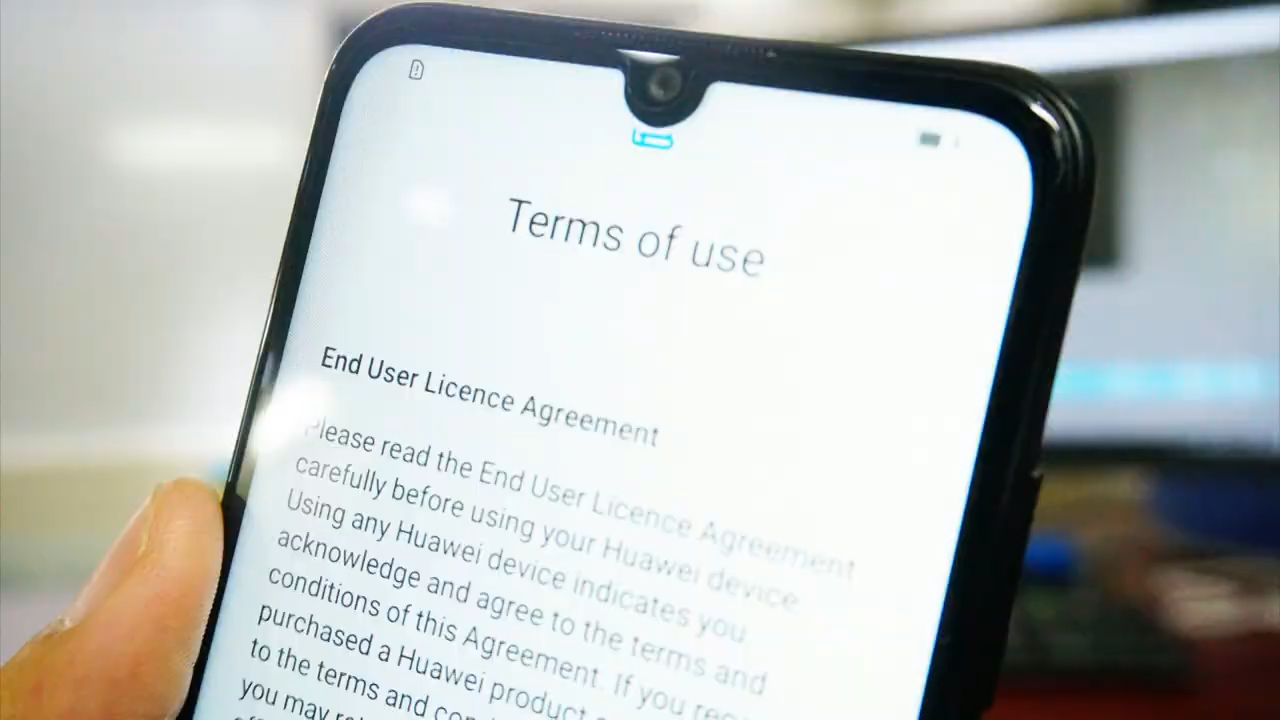 Terms of use
End User Licence Agreement
Please read the End User Licence Agreement
carefully before using your Huawei device
Using any Huawei device indicates you
acknowledge and agree to the terms and
conditions of this Agreement. If you
purchased a Huawei product
to the terms and
you may